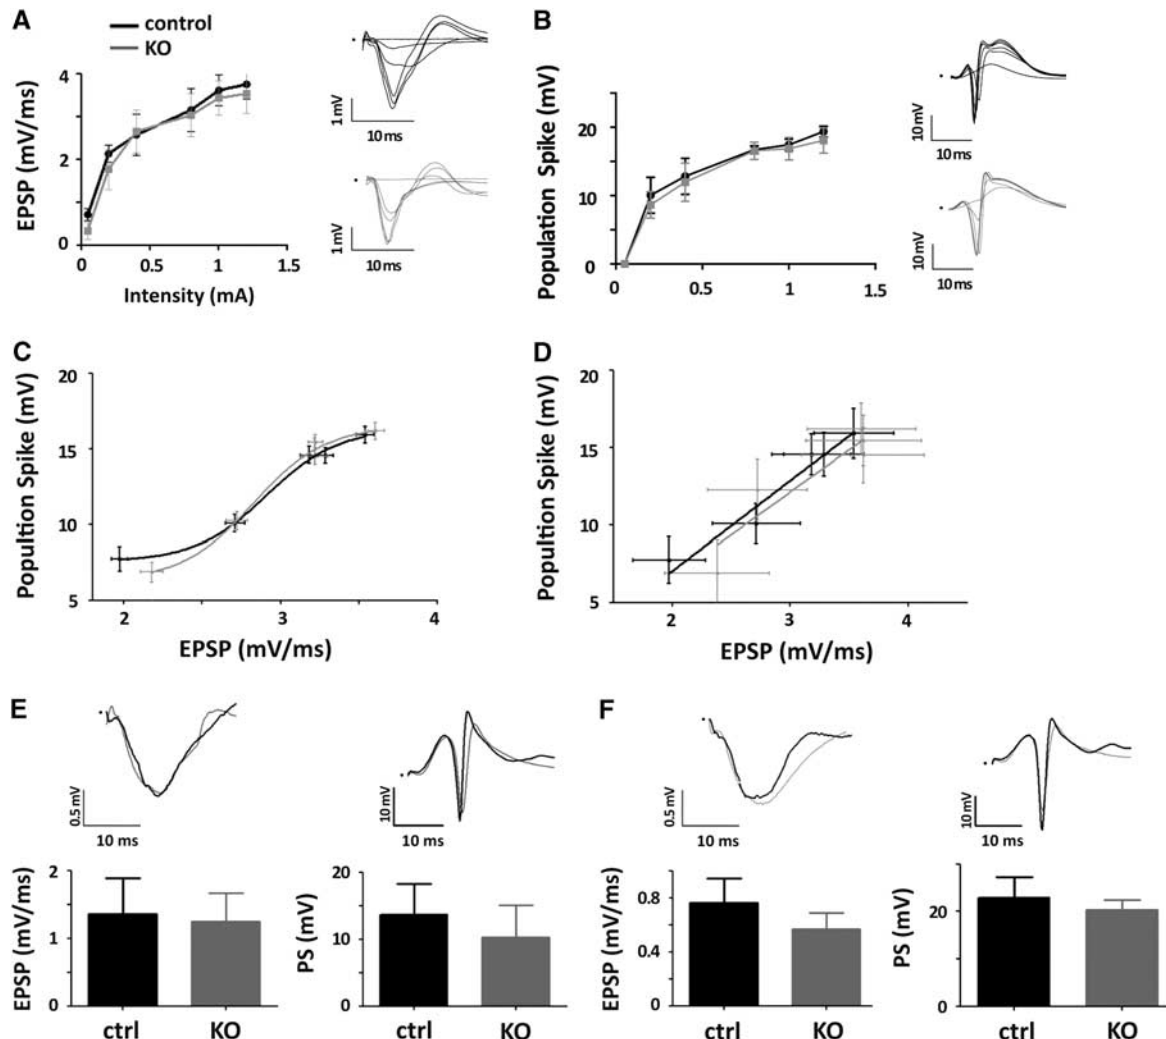 A
control
KO
EPSP (mV/ms)
4
2
0
0
0.5
1
1.5
Intensity (mA)
1 mV
10 ms
1 mV
10 ms
B
Population Spike (mV)
20
10
0
0
0.5
1
1.5
10 mV
10 ms
10 mV
10 ms
C
Popultion Spike (mV)
20
15
10
5
2
3
4
EPSP (mV/ms)
D
Popultion Spike (mV)
20
15
10
5
2
3
4
EPSP (mV/ms)
E
0.5 mV
10 ms
10 mV
10 ms
EPSP (mV/ms)
2
1
0
ctrl
KO
PS (mV)
20
10
0
ctrl
KO
F
0.5 mV
10 ms
10 mV
10 ms
EPSP (mV/ms)
0.8
0.4
0
ctrl
KO
PS (mV)
20
0
ctrl
KO